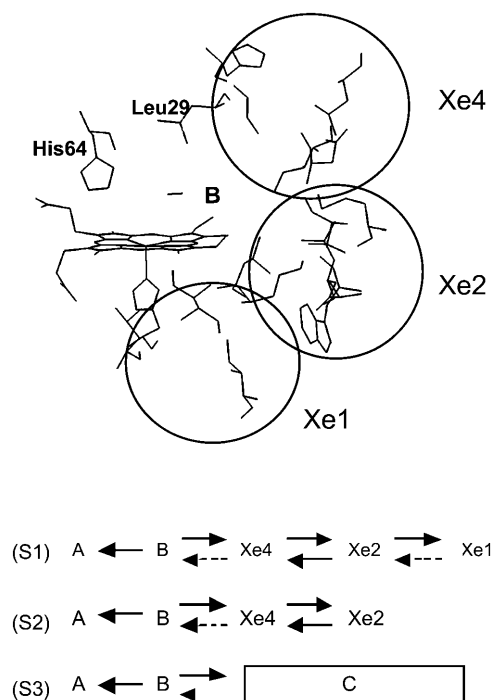 Xe4
Leu29
His64
B
Xe2
Xe1
(S1) A B Xe4 Xe2 Xe1
(S2) A B Xe4 Xe2
(S3) A B C